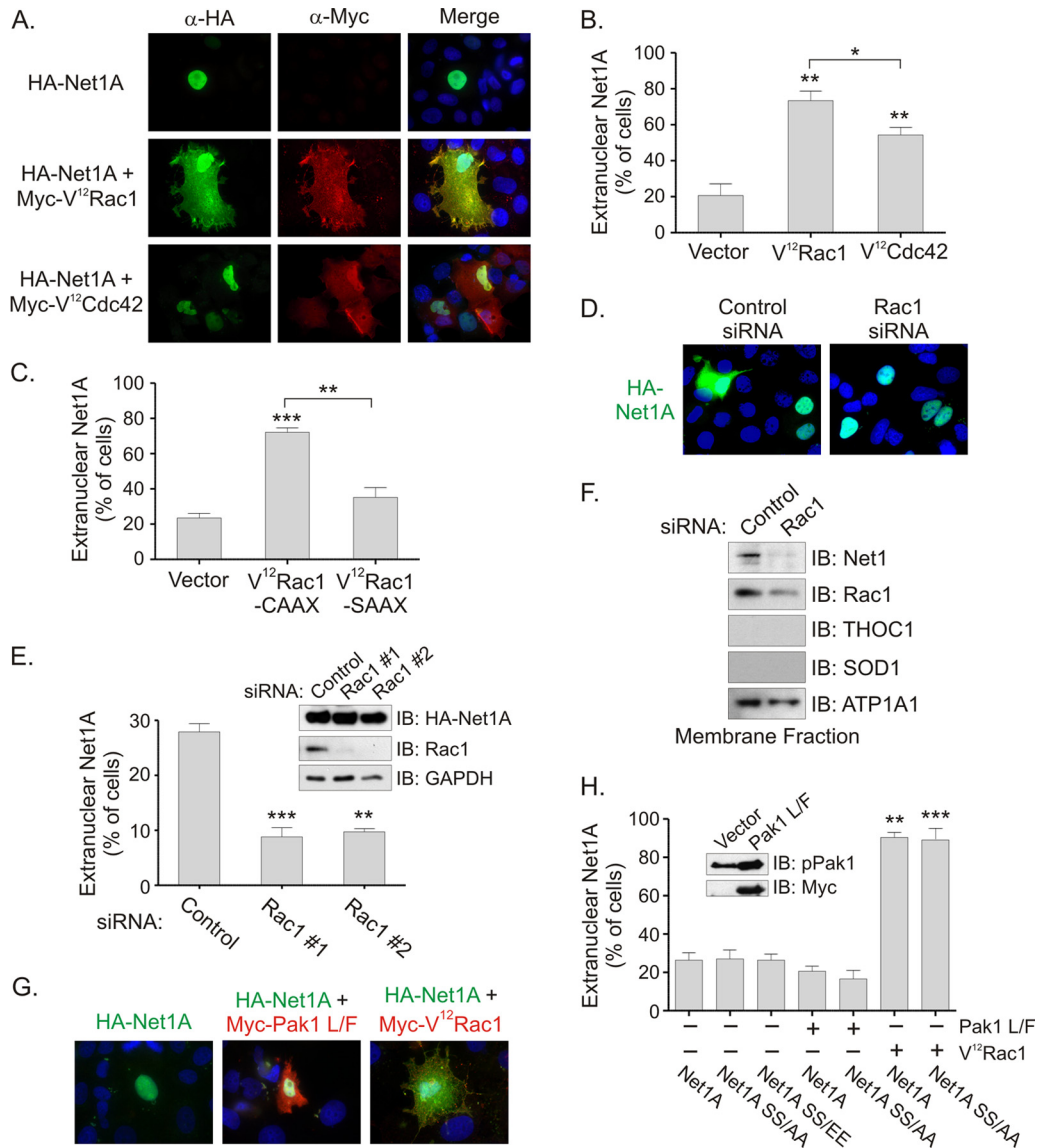 A.
α-HA α-Myc Merge
HA-Net1A
HA-Net1A +
Myc-V¹²Rac1
HA-Net1A +
Myc-V¹²Cdc42
B.
Extranuclear Net1A
(% of cells)
100
80
60
40
20
0
**
*
**
Vector V¹²Rac1 V¹²Cdc42
C.
Extranuclear Net1A
(% of cells)
100
80
60
40
20
0
***
**
Vector V¹²Rac1 V¹²Rac1
-CAAX -SAAX
D.
Control Rac1
siRNA siRNA
HA-
Net1A
E.
Extranuclear Net1A
(% of cells)
30
20
10
0
siRNA: Control Rac1 #1 Rac1 #2
IB: HA-Net1A
IB: Rac1
IB: GAPDH
*** **
siRNA: Control Rac1 #1 Rac1 #2
F.
siRNA: Control Rac1
IB: Net1
IB: Rac1
IB: THOC1
IB: SOD1
IB: ATP1A1
Membrane Fraction
G.
HA-Net1A
HA-Net1A +
Myc-Pak1 L/F
HA-Net1A +
Myc-V¹²Rac1
H.
Extranuclear Net1A
(% of cells)
100
80
60
40
20
0
Vector Pak1 L/F
IB: pPak1
IB: Myc
** ***
− − − + + − − Pak1 L/F
− − − − − + + V¹²Rac1
Net1A Net1A SS/AA Net1A SS/EE Net1A Net1A SS/AA Net1A Net1A SS/AA